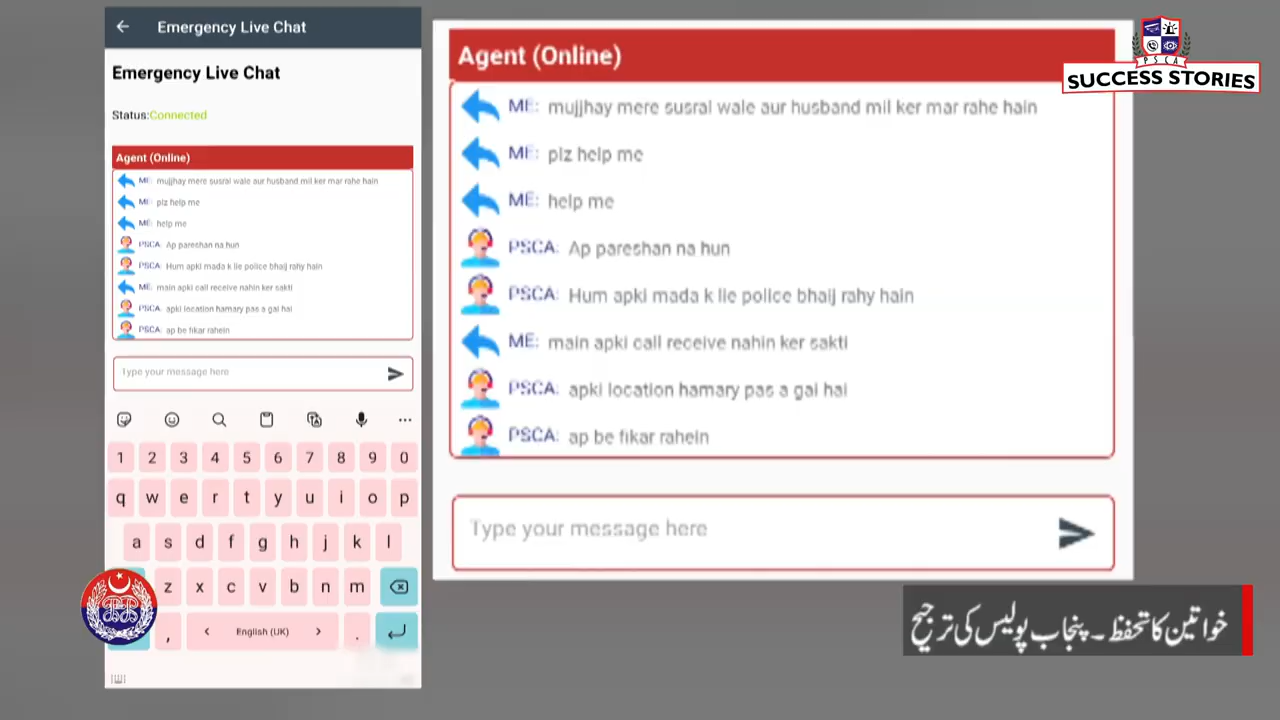 Emergency Live Chat
Emergency Live Chat
Status:Connected
Agent (Online)
ME: mujjhay mere susral wale aur husband mil ker mar rahe hain
ME: plz help me
ME: help me
PSCA: Ap pareshan na hun
PSCA: Hum apki mada k lie police bhaij rahy hain
ME: main apki call receive nahin ker sakti
PSCA: apki location hamary pas a gai hai
PSCA: ap be fikar rahein
Type your message here
1 2 3 4 5 6 7 8 9 0
q w e r t y u i o p
a s d f g h j k l
z x c v b n m
, English (UK) .
Agent (Online)
ME: mujjhay mere susral wale aur husband mil ker mar rahe hain
ME: plz help me
ME: help me
PSCA: Ap pareshan na hun
PSCA: Hum apki mada k lie police bhaij rahy hain
ME: main apki call receive nahin ker sakti
PSCA: apki location hamary pas a gai hai
PSCA: ap be fikar rahein
Type your message here
PSCA
SUCCESS STORIES
خواتین کا تحفظ ۔ پنجاب پولیس کی ترجیح